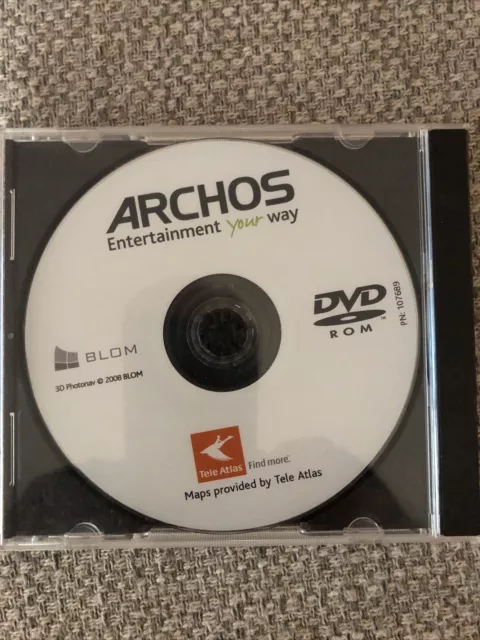 ARCHOS
Entertainment your way
DVD
ROM
PN: 107689
BLOM
3D Photonav © 2008 BLOM
Tele Atlas Find more.
Maps provided by Tele Atlas